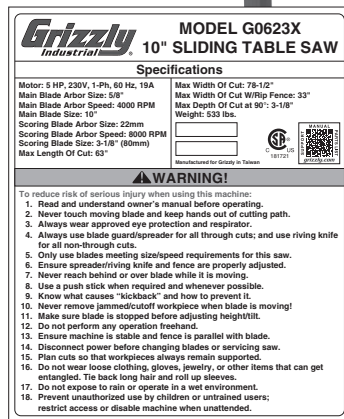 Grizzly
Industrial®
MODEL G0623X
10" SLIDING TABLE SAW
Specifications
Motor: 5 HP, 230V, 1-Ph, 60 Hz, 19A
Main Blade Arbor Size: 5/8"
Main Blade Arbor Speed: 4000 RPM
Main Blade Size: 10"
Scoring Blade Arbor Size: 22mm
Scoring Blade Arbor Speed: 8000 RPM
Scoring Blade Size: 3-1/8" (80mm)
Max Length Of Cut: 63"
Max Width Of Cut: 78-1/2"
Max Width Of Cut W/Rip Fence: 33"
Max Depth Of Cut at 90°: 3-1/8"
Weight: 533 lbs.
Manufactured for Grizzly in Taiwan
C US
181721
MANUAL
SUPPORT
PARTS LIST
grizzly.com
WARNING!
To reduce risk of serious injury when using this machine:
1. Read and understand owner's manual before operating.
2. Never touch moving blade and keep hands out of cutting path.
3. Always wear approved eye protection and respirator.
4. Always use blade guard/spreader for all through cuts; and use riving knife
for all non-through cuts.
5. Only use blades meeting size/speed requirements for this saw.
6. Ensure spreader/riving knife and fence are properly adjusted.
7. Never reach behind or over blade while it is moving.
8. Use a push stick when required and whenever possible.
9. Know what causes "kickback" and how to prevent it.
10. Never remove jammed/cutoff workpiece when blade is moving!
11. Make sure blade is stopped before adjusting height/tilt.
12. Do not perform any operation freehand.
13. Ensure machine is stable and fence is parallel with blade.
14. Disconnect power before changing blades or servicing saw.
15. Plan cuts so that workpieces always remain supported.
16. Do not wear loose clothing, gloves, jewelry, or other items that can get
entangled. Tie back long hair and roll up sleeves.
17. Do not expose to rain or operate in a wet environment.
18. Prevent unauthorized use by children or untrained users;
restrict access or disable machine when unattended.